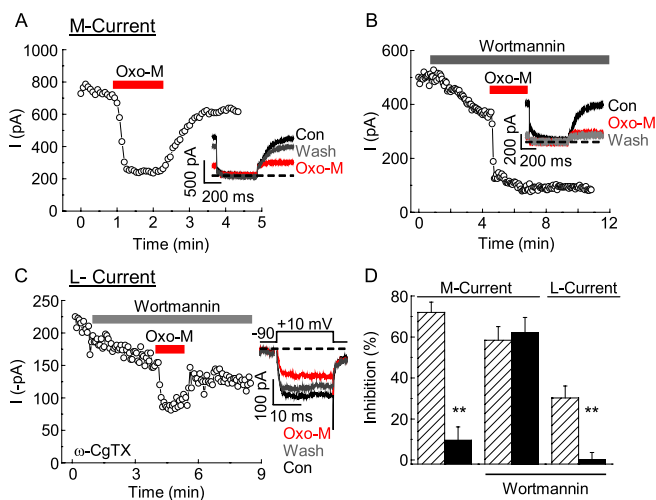 A
M-Current
I (pA)
1000
800
600
400
200
0
Oxo-M
Con
Wash
Oxo-M
500 pA
200 ms
0 1 2 3 4 5
Time (min)
B
Wortmannin
I (pA)
600
400
200
0
Oxo-M
Con
Oxo-M
Wash
200 pA
200 ms
0 4 8 12
Time (min)
C
L- Current
I (-pA)
250
200
150
100
50
0
Wortmannin
Oxo-M
ω-CgTX
0 3 6 9
Time (min)
-90
+10 mV
100 pA
10 ms
Oxo-M
Wash
Con
D
M-Current
L-Current
Inhibition (%)
80
60
40
20
0
**
**
Wortmannin